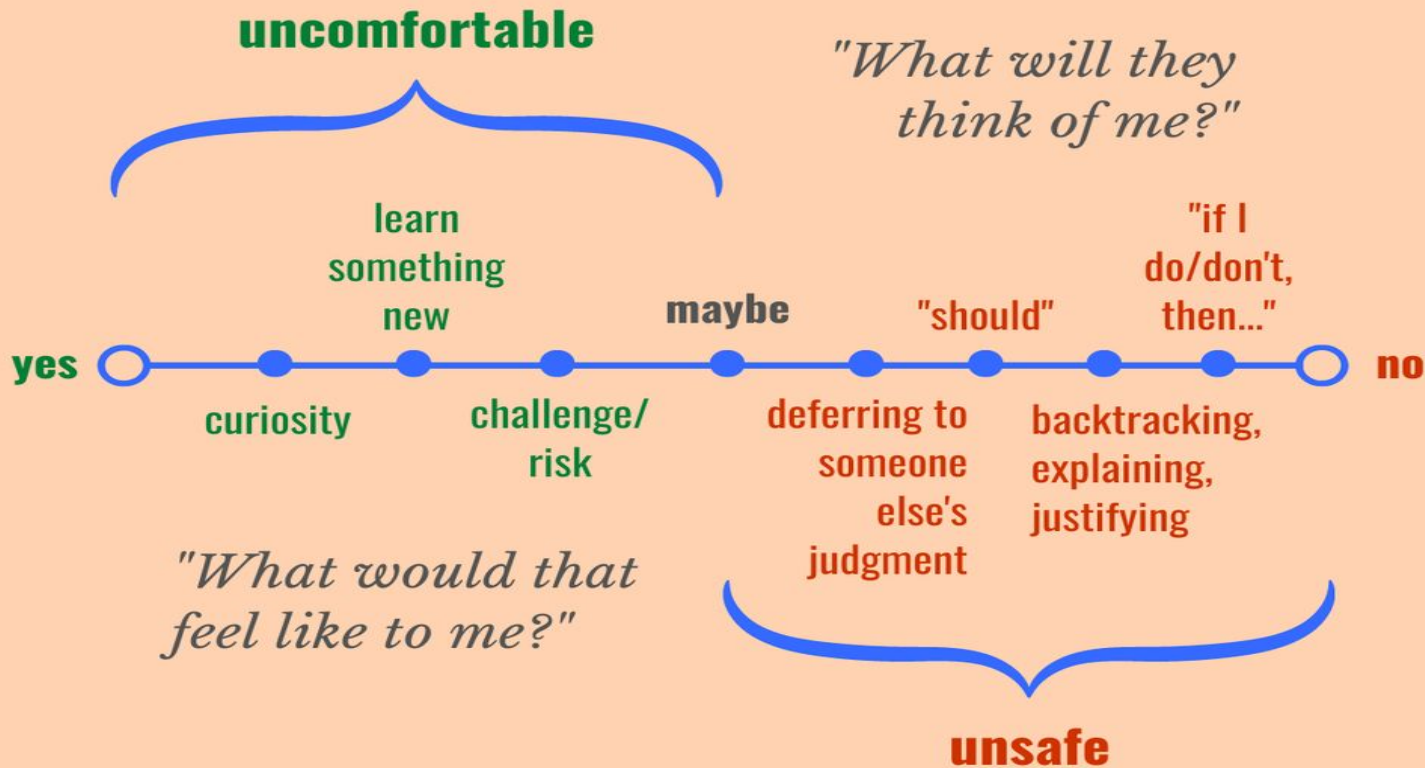 uncomfortable
"What will they
think of me?"
learn
something
new
maybe
"should"
"if I
do/don't,
then..."
yes
no
curiosity
challenge/
risk
deferring to
someone
else's
judgment
backtracking,
explaining,
justifying
"What would that
feel like to me?"
unsafe